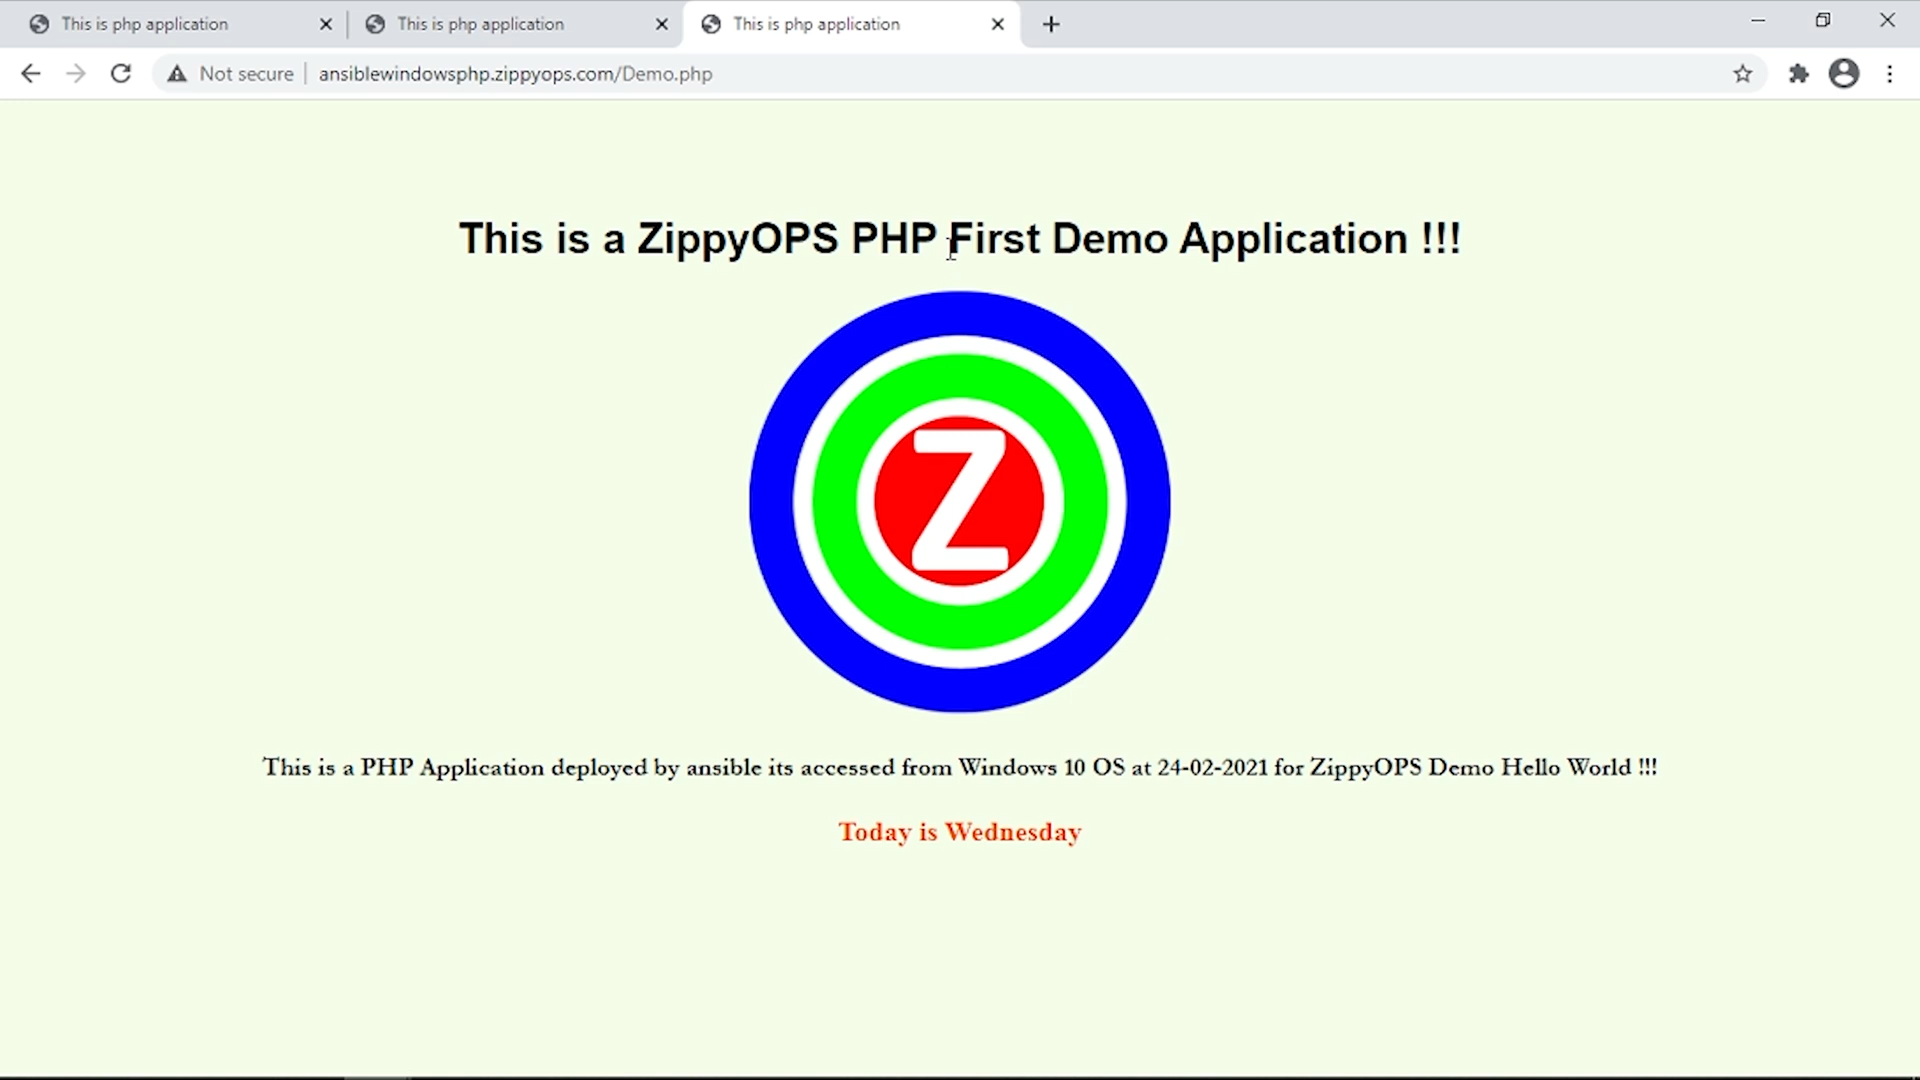 This is php application
This is php application
This is php application
Not secure
ansiblewindowsphp.zippyops.com/Demo.php
This is a ZippyOPS PHP First Demo Application !!!
Z
This is a PHP Application deployed by ansible its accessed from Windows 10 OS at 24-02-2021 for ZippyOPS Demo Hello World !!!
Today is Wednesday